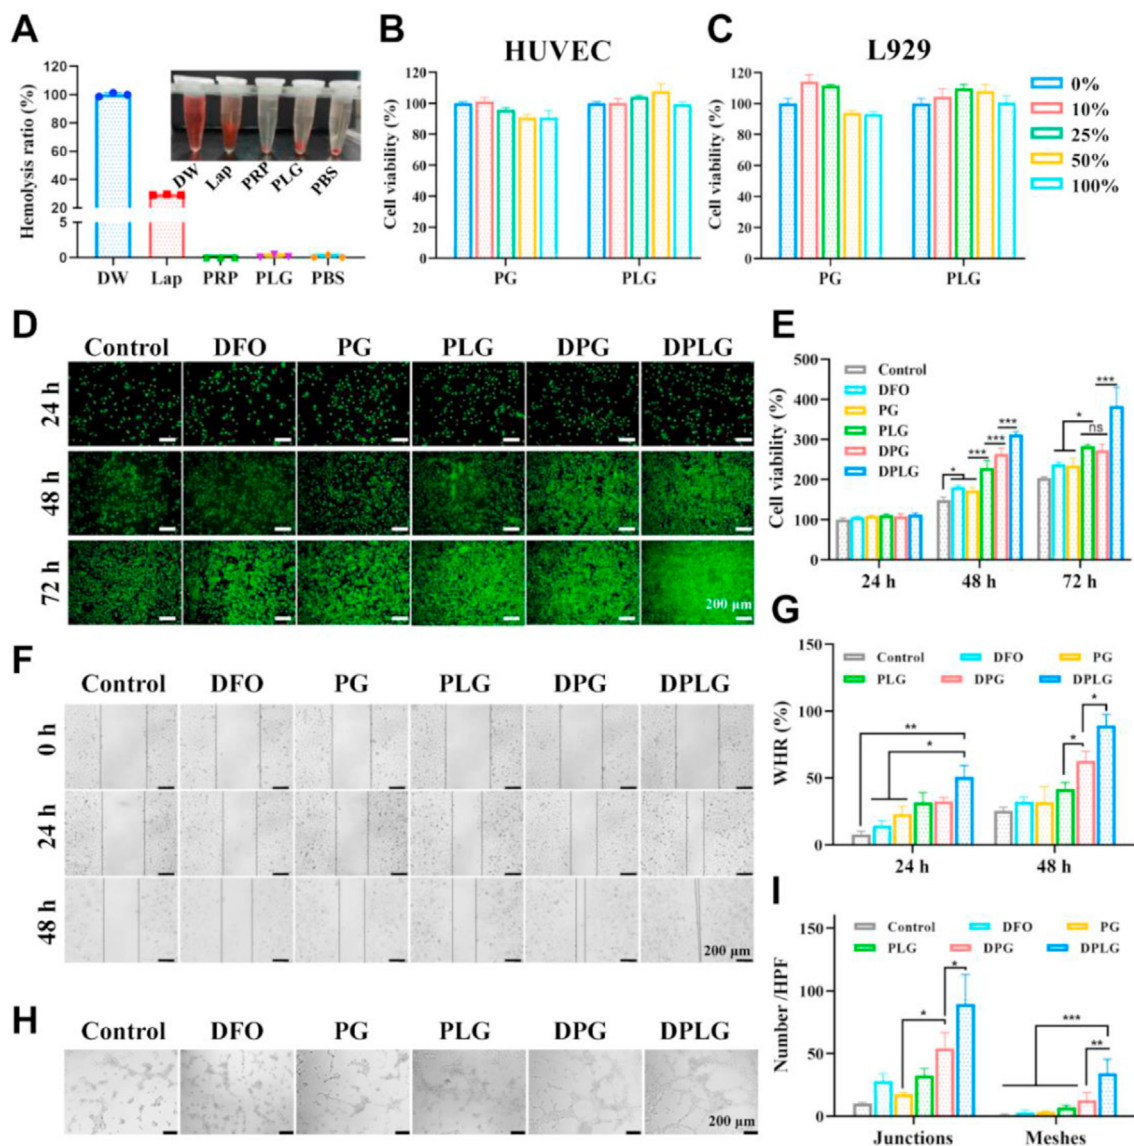 A
Hemolysis ratio (%)
120
100
80
60
40
20
5
0
DW
Lap
PRP
PLG
PBS
DW
Lap
PRP
PLG
PBS
B
HUVEC
Cell viability (%)
120
100
80
60
40
20
0
PG
PLG
C
L929
Cell viability (%)
120
100
80
60
40
20
0
PG
PLG
0%
10%
25%
50%
100%
D
Control DFO PG PLG DPG DPLG
24 h
48 h
72 h
200 μm
E
Cell viability (%)
500
400
300
200
100
0
Control
DFO
PG
PLG
DPG
DPLG
*
***
***
***
*
ns
***
24 h 48 h 72 h
F
Control DFO PG PLG DPG DPLG
0 h
24 h
48 h
200 μm
G
WHR (%)
150
100
50
0
Control DFO PG
PLG DPG DPLG
**
*
*
*
24 h 48 h
H
Control DFO PG PLG DPG DPLG
200 μm
I
Number /HPF
150
100
50
0
Control DFO PG
PLG DPG DPLG
*
*
***
**
Junctions Meshes